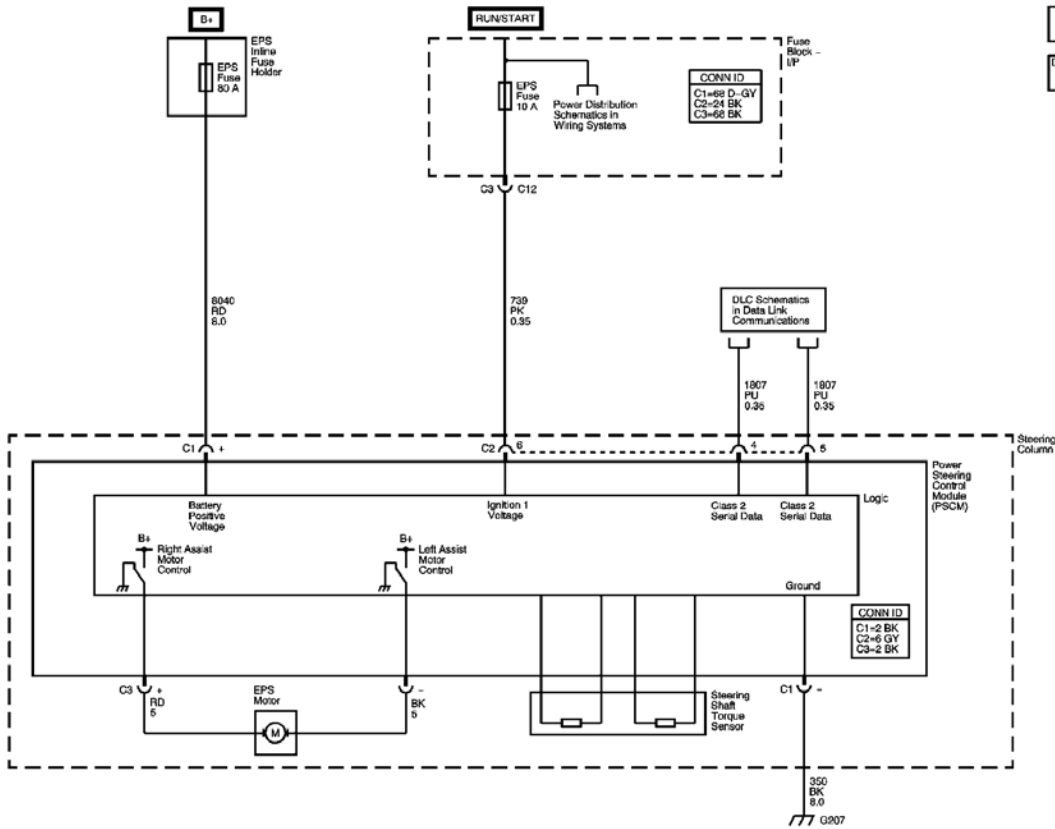 B+
EPS
Inline
Fuse
Holder
EPS
Fuse
80 A
RUN/START
Fuse
Block –
I/P
EPS
Fuse
10 A
Power Distribution
Schematics in
Wiring Systems
CONN ID
C1=68 D-GY
C2=24 BK
C3=68 BK
C3 C12
8040
RD
8.0
739
PK
0.35
DLC Schematics
in Data Link
Communications
1807
PU
0.35
1807
PU
0.35
C1 +
C2 6
4
5
Steering
Column
Power
Steering
Control
Module
(PSCM)
Logic
Battery
Positive
Voltage
Ignition 1
Voltage
Class 2
Serial Data
Class 2
Serial Data
B+
Right Assist
Motor
Control
B+
Left Assist
Motor
Control
Ground
CONN ID
C1=2 BK
C2=6 GY
C3=2 BK
C3 +
RD
5
EPS
Motor
M
–
BK
5
Steering
Shaft
Torque
Sensor
C1 –
350
BK
8.0
G207